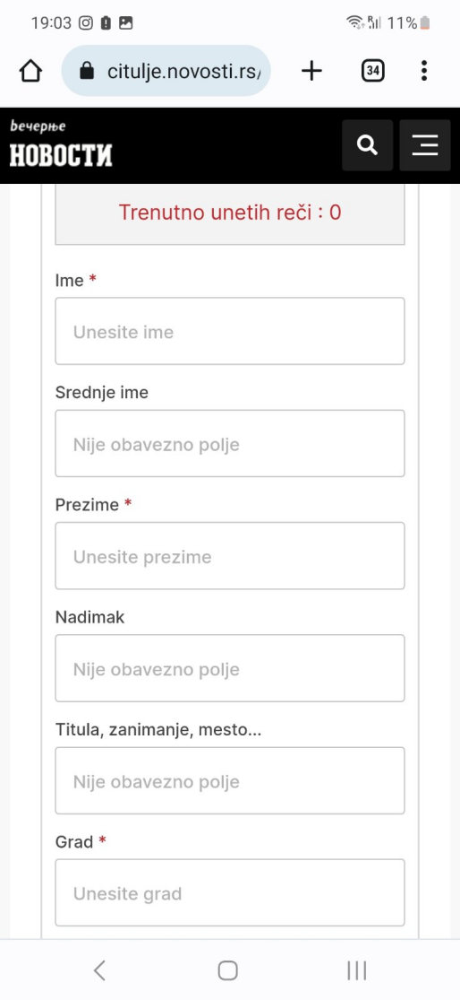 19:03
11%
citulje.novosti.rs/
34
вечерње
НОВОСТИ
Trenutno unetih reči : 0
Ime *
Unesite ime
Srednje ime
Nije obavezno polje
Prezime *
Unesite prezime
Nadimak
Nije obavezno polje
Titula, zanimanje, mesto...
Nije obavezno polje
Grad *
Unesite grad